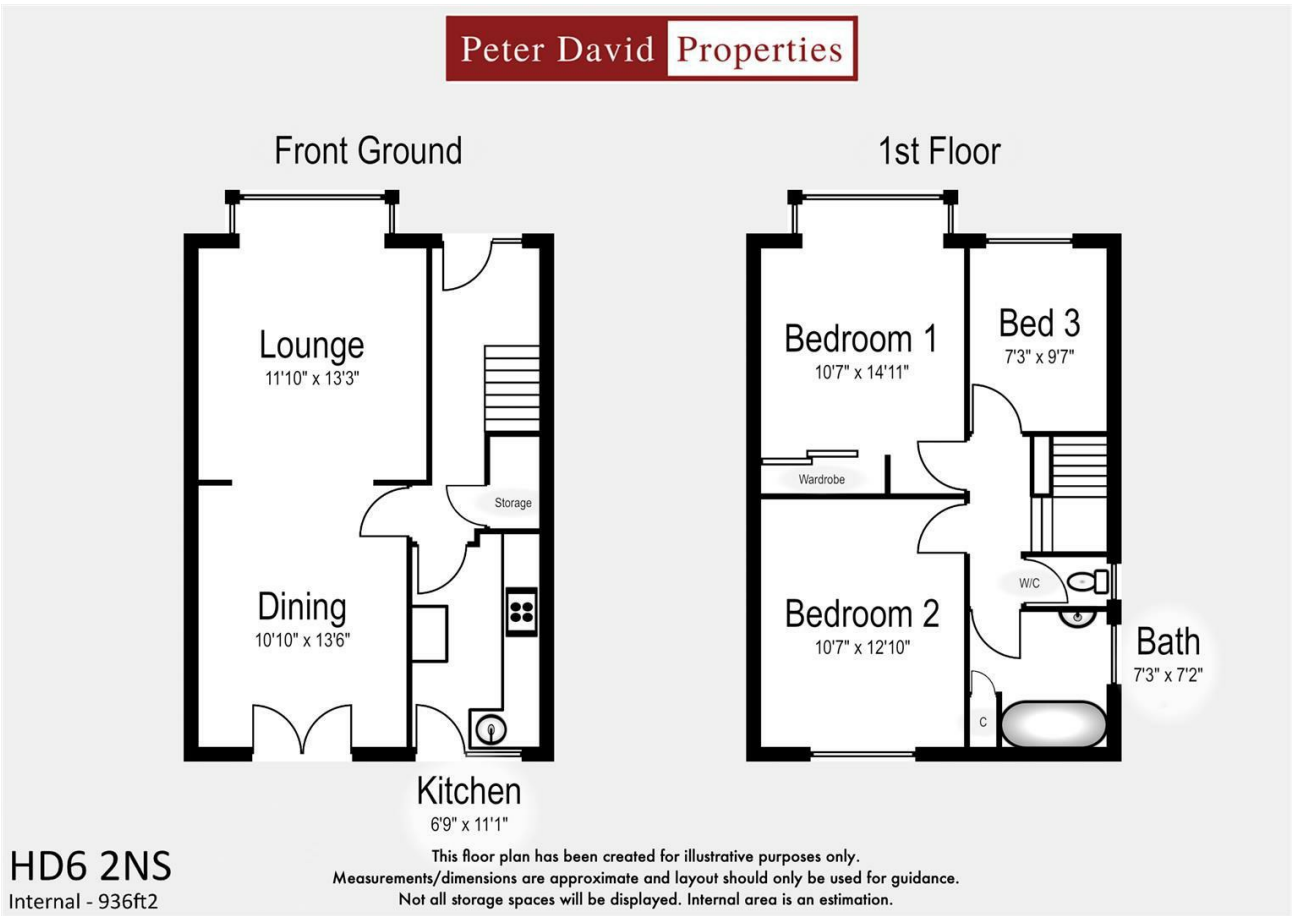 Peter David Properties
Front Ground
1st Floor
Lounge
11'10" x 13'3"
Storage
Dining
10'10" x 13'6"
Kitchen
6'9" x 11'1"
Bedroom 1
10'7" x 14'11"
Bed 3
7'3" x 9'7"
Wardrobe
Bedroom 2
10'7" x 12'10"
W/C
Bath
7'3" x 7'2"
C
HD6 2NS
Internal - 936ft2
This floor plan has been created for illustrative purposes only.
Measurements/dimensions are approximate and layout should only be used for guidance.
Not all storage spaces will be displayed. Internal area is an estimation.